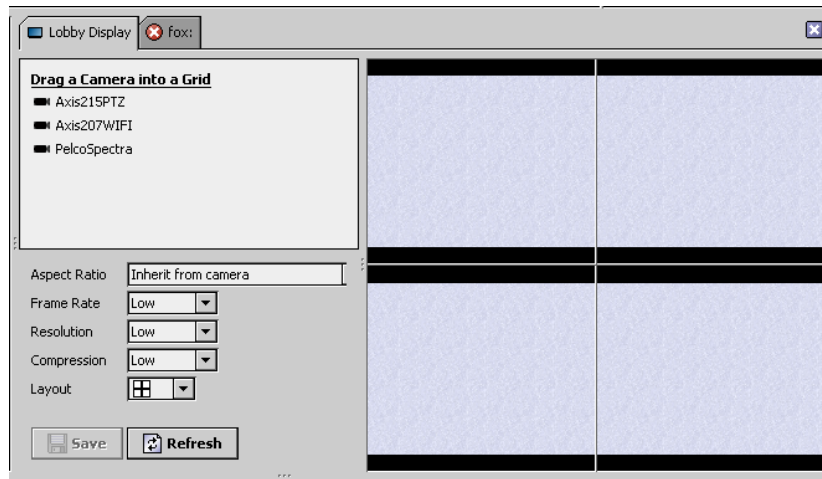 Lobby Display fox:
Drag a Camera into a Grid
Axis215PTZ
Axis207WIFI
PelcoSpectra
Aspect Ratio Inherit from camera
Frame Rate Low
Resolution Low
Compression Low
Layout
Save Refresh